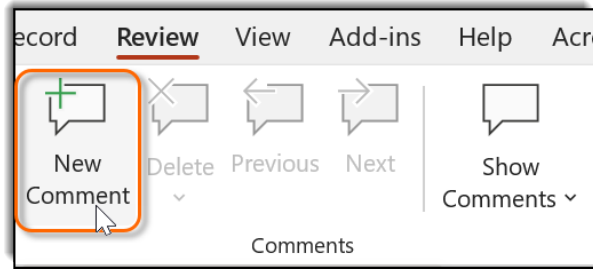 ecord Review View Add-ins Help Acr
New Comment
Delete
Previous
Next
Show Comments
Comments